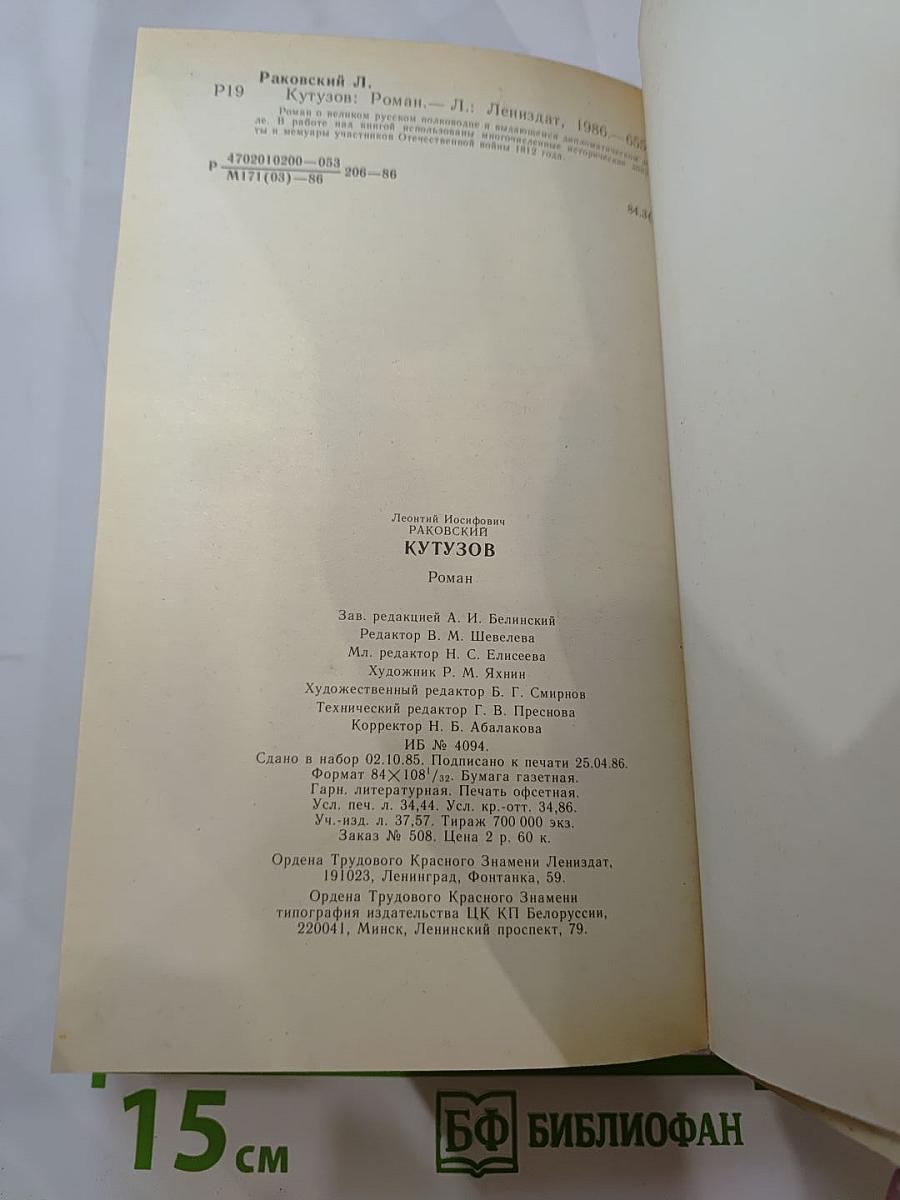 Раковский Л.
Р19 Кутузов: Роман.— Л.: Лениздат, 1986.— 655
Роман о великом русском полководце и выдающемся дипломатическом
ле. В работе над книгой использованы многочисленные исторические
ты и мемуары участников Отечественной войны 1812 года.
Р 4702010200—053
М171(03)—86 206—86
84.3
Леонтий Иосифович
РАКОВСКИЙ
КУТУЗОВ
Роман
Зав. редакцией А. И. Белинский
Редактор В. М. Шевелева
Мл. редактор Н. С. Елисеева
Художник Р. М. Яхнин
Художественный редактор Б. Г. Смирнов
Технический редактор Г. В. Преснова
Корректор Н. Б. Абалакова
ИБ № 4094.
Сдано в набор 02.10.85. Подписано к печати 25.04.86.
Формат 84×108¹/₃₂. Бумага газетная.
Гарн. литературная. Печать офсетная.
Усл. печ. л. 34,44. Усл. кр.-отт. 34,86.
Уч.-изд. л. 37,57. Тираж 700 000 экз.
Заказ № 508. Цена 2 р. 60 к.
Ордена Трудового Красного Знамени Лениздат,
191023, Ленинград, Фонтанка, 59.
Ордена Трудового Красного Знамени
типография издательства ЦК КП Белоруссии,
220041, Минск, Ленинский проспект, 79.
15 см
БФ БИБЛИОФАН